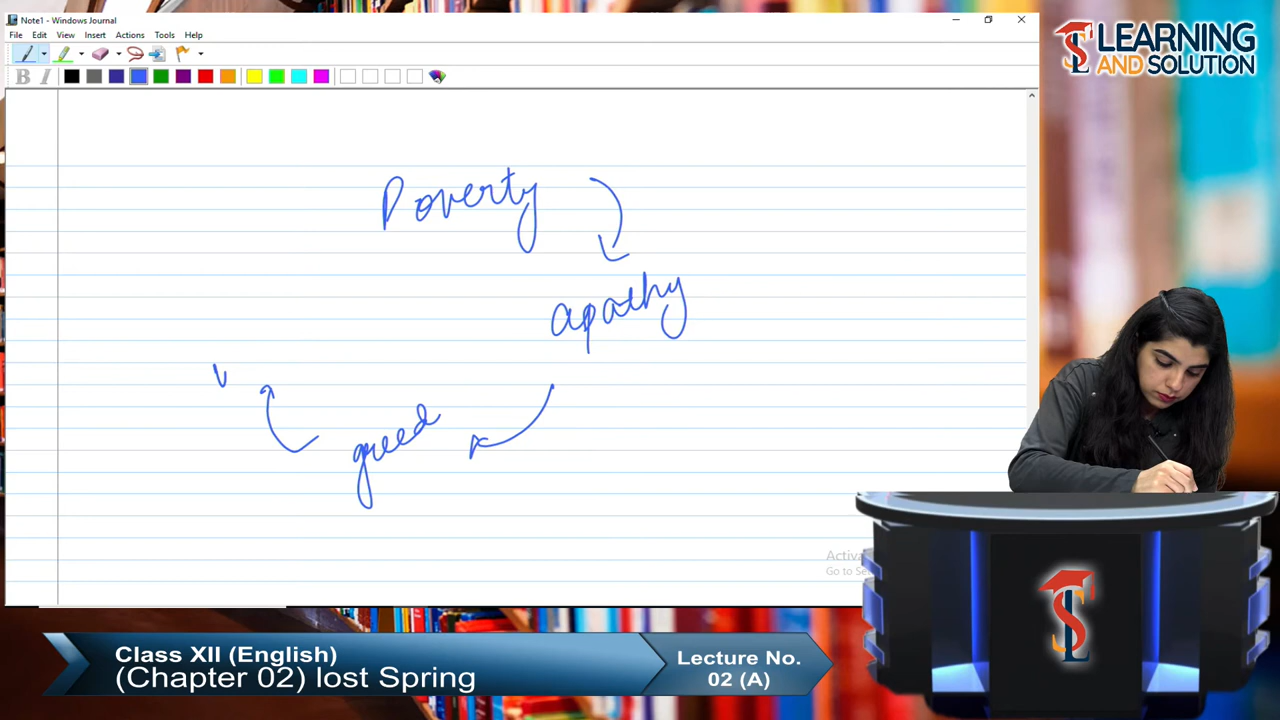 Note1 - Windows Journal
File Edit View Insert Actions Tools Help
B I
LEARNING
AND SOLUTION
Poverty
apathy
greed
Class XII (English)
(Chapter 02) lost Spring
Lecture No.
02 (A)